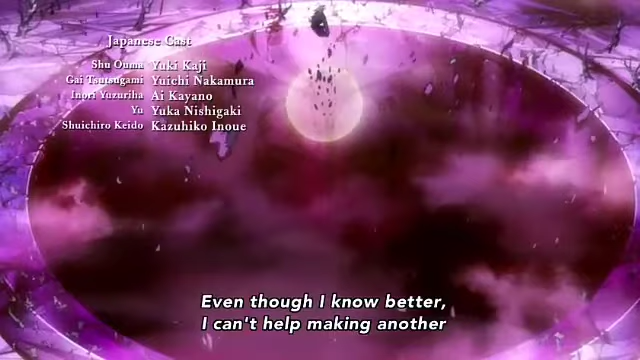 Japanese Cast
Shu Ouma Yuki Kaji
Gai Tsutsugami Yuichi Nakamura
Inori Yuzuriha Ai Kayano
Yu Yuka Nishigaki
Shuichiro Keido Kazuhiko Inoue
Even though I know better,
I can't help making another